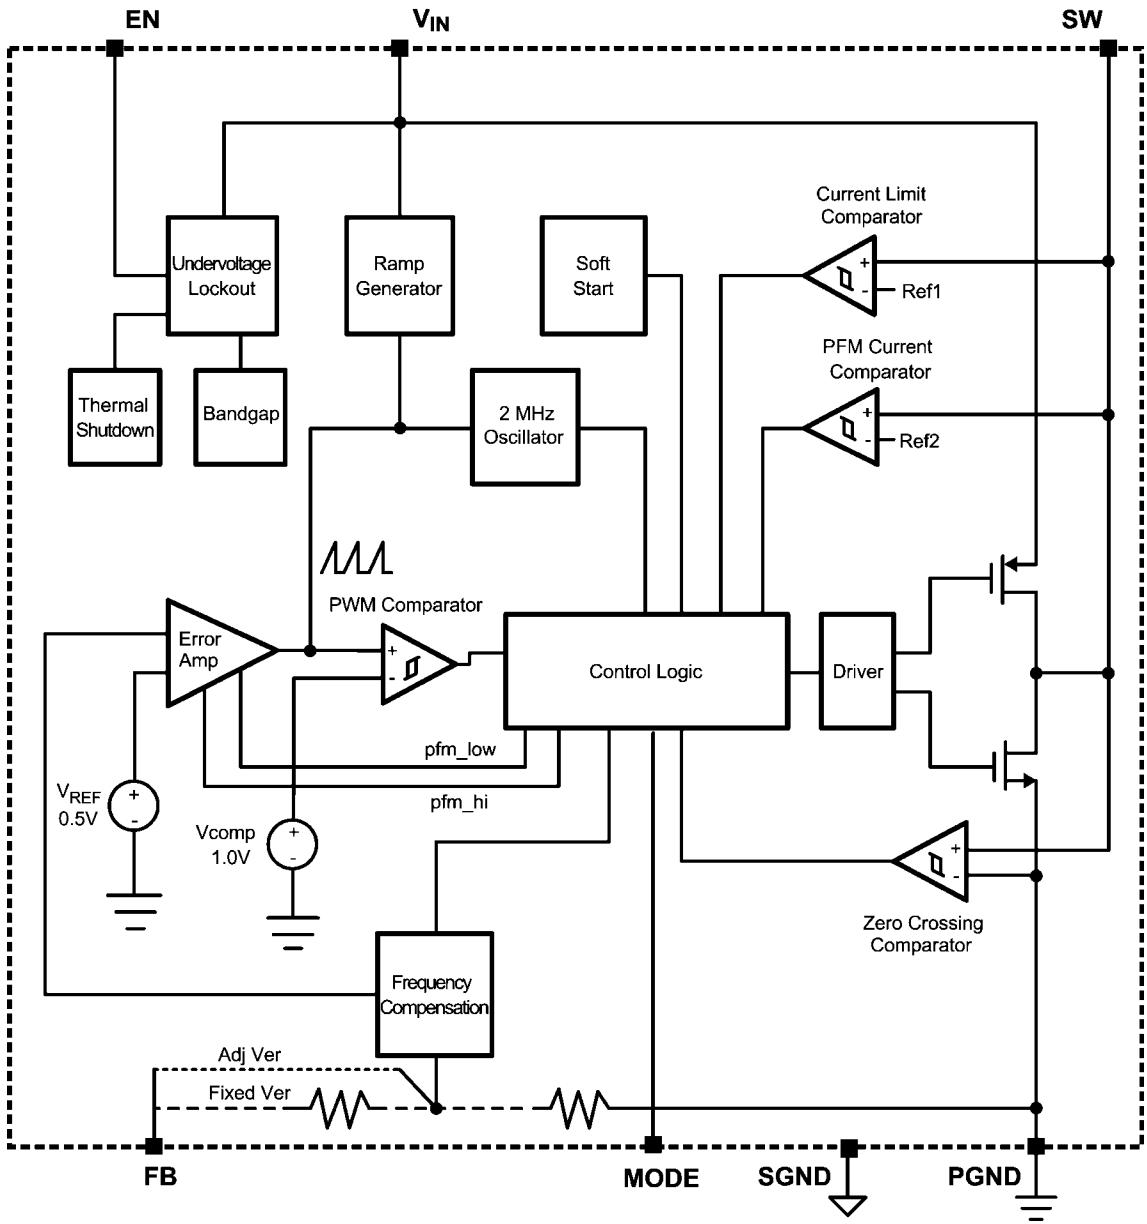 EN
VIN
SW
Current Limit
Comparator
Undervoltage
Lockout
Ramp
Generator
Soft
Start
+
-
Ref1
PFM Current
Comparator
Thermal
Shutdown
Bandgap
2 MHz
Oscillator
+
-
Ref2
PWM Comparator
Error
Amp
+
-
Control Logic
Driver
pfm_low
pfm_hi
VREF
0.5V
+
-
Vcomp
1.0V
+
-
+
-
Zero Crossing
Comparator
Frequency
Compensation
Adj Ver
Fixed Ver
FB
MODE
SGND
PGND